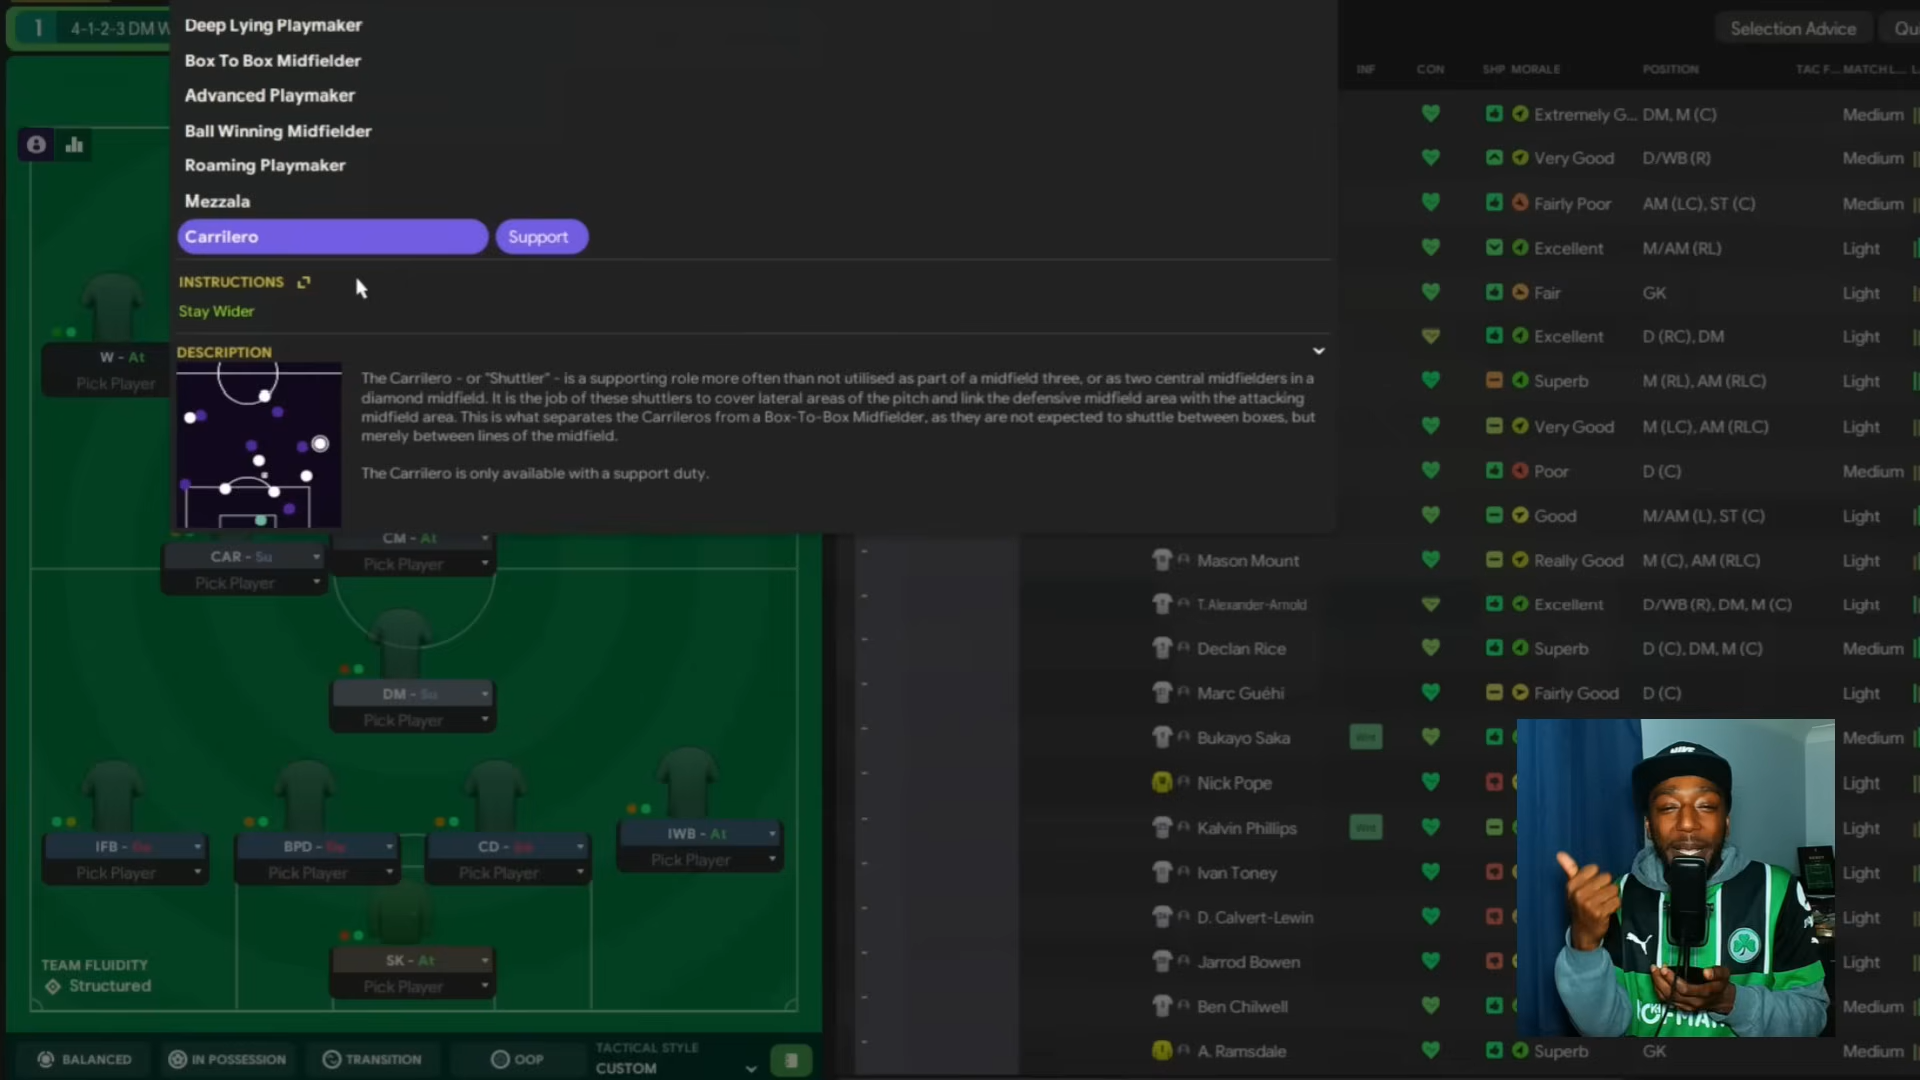 1 4-1-2-3 DM W
Deep Lying Playmaker
Box To Box Midfielder
Advanced Playmaker
Ball Winning Midfielder
Roaming Playmaker
Mezzala
Carrilero Support
INSTRUCTIONS
Stay Wider
DESCRIPTION
The Carrilero - or "Shuttler" - is a supporting role more often than not utilised as part of a midfield three, or as two central midfielders in a
diamond midfield. It is the job of these shuttlers to cover lateral areas of the pitch and link the defensive midfield area with the attacking
midfield area. This is what separates the Carrileros from a Box-To-Box Midfielder, as they are not expected to shuttle between boxes, but
merely between lines of the midfield.
The Carrilero is only available with a support duty.
W - At
Pick Player
CAR - Su
Pick Player
CM - At
Pick Player
DM - Su
Pick Player
IFB - De
Pick Player
BPD - De
Pick Player
CD - De
Pick Player
IWB - At
Pick Player
SK - At
Pick Player
TEAM FLUIDITY
Structured
BALANCED IN POSSESSION TRANSITION OOP
TACTICAL STYLE
CUSTOM
Selection Advice Qu
INF CON SHP MORALE POSITION TAC F... MATCH L...
Extremely G... DM, M (C) Medium
Very Good D/WB (R) Medium
Fairly Poor AM (LC), ST (C) Medium
Excellent M/AM (RL) Light
Fair GK Light
Excellent D (RC), DM Light
Superb M (RL), AM (RLC) Light
Very Good M (LC), AM (RLC) Light
Poor D (C) Medium
Good M/AM (L), ST (C) Light
Mason Mount Really Good M (C), AM (RLC) Light
T. Alexander-Arnold Excellent D/WB (R), DM, M (C) Light
Declan Rice Superb D (C), DM, M (C) Medium
Marc Guéhi Fairly Good D (C) Light
Bukayo Saka Wnt Medium
Nick Pope Light
Kalvin Phillips Wnt Light
Ivan Toney Light
D. Calvert-Lewin Light
Jarrod Bowen Light
Ben Chilwell Medium
A. Ramsdale Superb GK Medium
NIKE